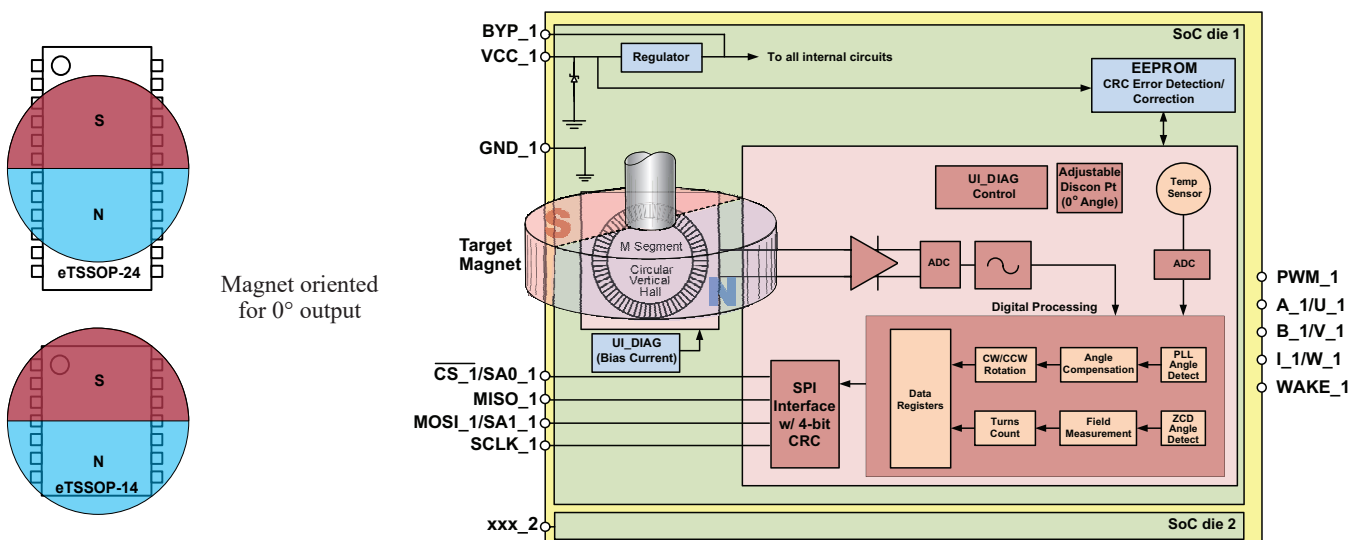 S
N
eTSSOP-24
Magnet oriented
for 0° output
S
N
eTSSOP-14
BYP_1
VCC_1
GND_1
Target
Magnet
CS_1/SA0_1
MISO_1
MOSI_1/SA1_1
SCLK_1
xxx_2
SoC die 1
Regulator
To all internal circuits
EEPROM
CRC Error Detection/
Correction
S
M Segment
Circular
Vertical
Hall
N
UI_DIAG
(Bias Current)
UI_DIAG
Control
Adjustable
Discon Pt
(0° Angle)
Temp
Sensor
ADC
ADC
Digital Processing
SPI
Interface
w/ 4-bit
CRC
Data
Registers
CW/CCW
Rotation
Angle
Compensation
PLL
Angle
Detect
Turns
Count
Field
Measurement
ZCD
Angle
Detect
SoC die 2
PWM_1
A_1/U_1
B_1/V_1
I_1/W_1
WAKE_1